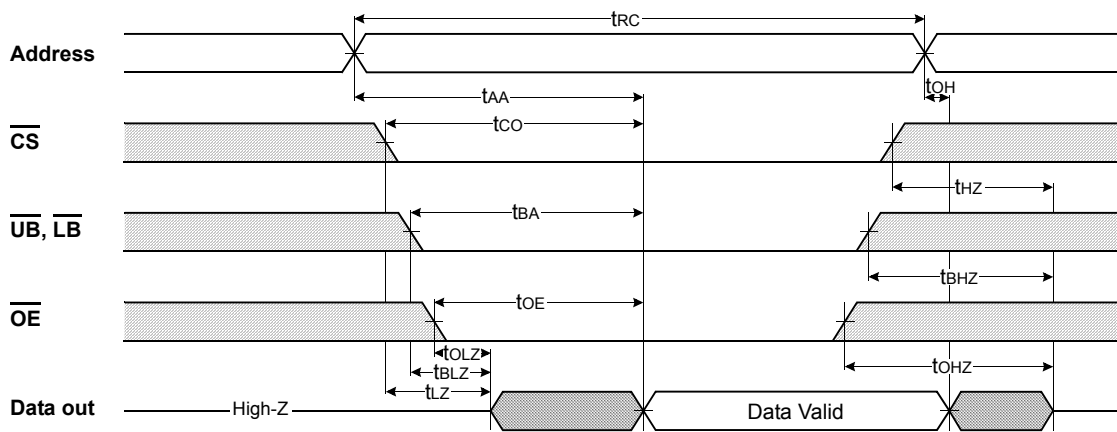 tRC
Address
tOH
tAA
CS
tCO
tHZ
UB, LB
tBA
tBHZ
OE
tOE
tOLZ
tOHZ
tBLZ
tLZ
Data out
High-Z
Data Valid